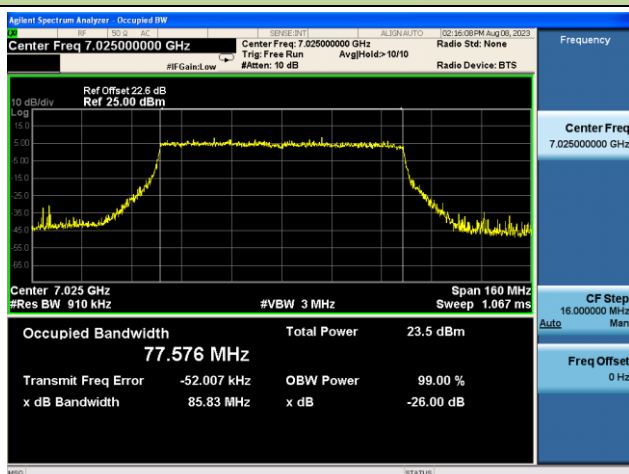 Agilent Spectrum Analyzer - Occupied BW
RF 50 Ω AC SENSE:INT ALIGNAUTO 02:16:08 PM Aug 08, 2023
Center Freq 7.025000000 GHz
Center Freq: 7.025000000 GHz
Radio Std: None
Trig: Free Run Avg|Hold:> 10/10
#IFGain:Low
#Atten: 10 dB
Radio Device: BTS
Frequency
Ref Offset 22.6 dB
10 dB/div Ref 25.00 dBm
Log
15.0
5.00
-5.00
-15.0
-25.0
-35.0
-45.0
-55.0
-65.0
Center Freq
7.025000000 GHz
Center 7.025 GHz
Span 160 MHz
#Res BW 910 kHz
#VBW 3 MHz
Sweep 1.067 ms
CF Step
16.000000 MHz
Auto Man
Occupied Bandwidth
77.576 MHz
Total Power 23.5 dBm
Transmit Freq Error -52.007 kHz
OBW Power 99.00 %
x dB Bandwidth 85.83 MHz
x dB -26.00 dB
Freq Offset
0 Hz
MSG
STATUS